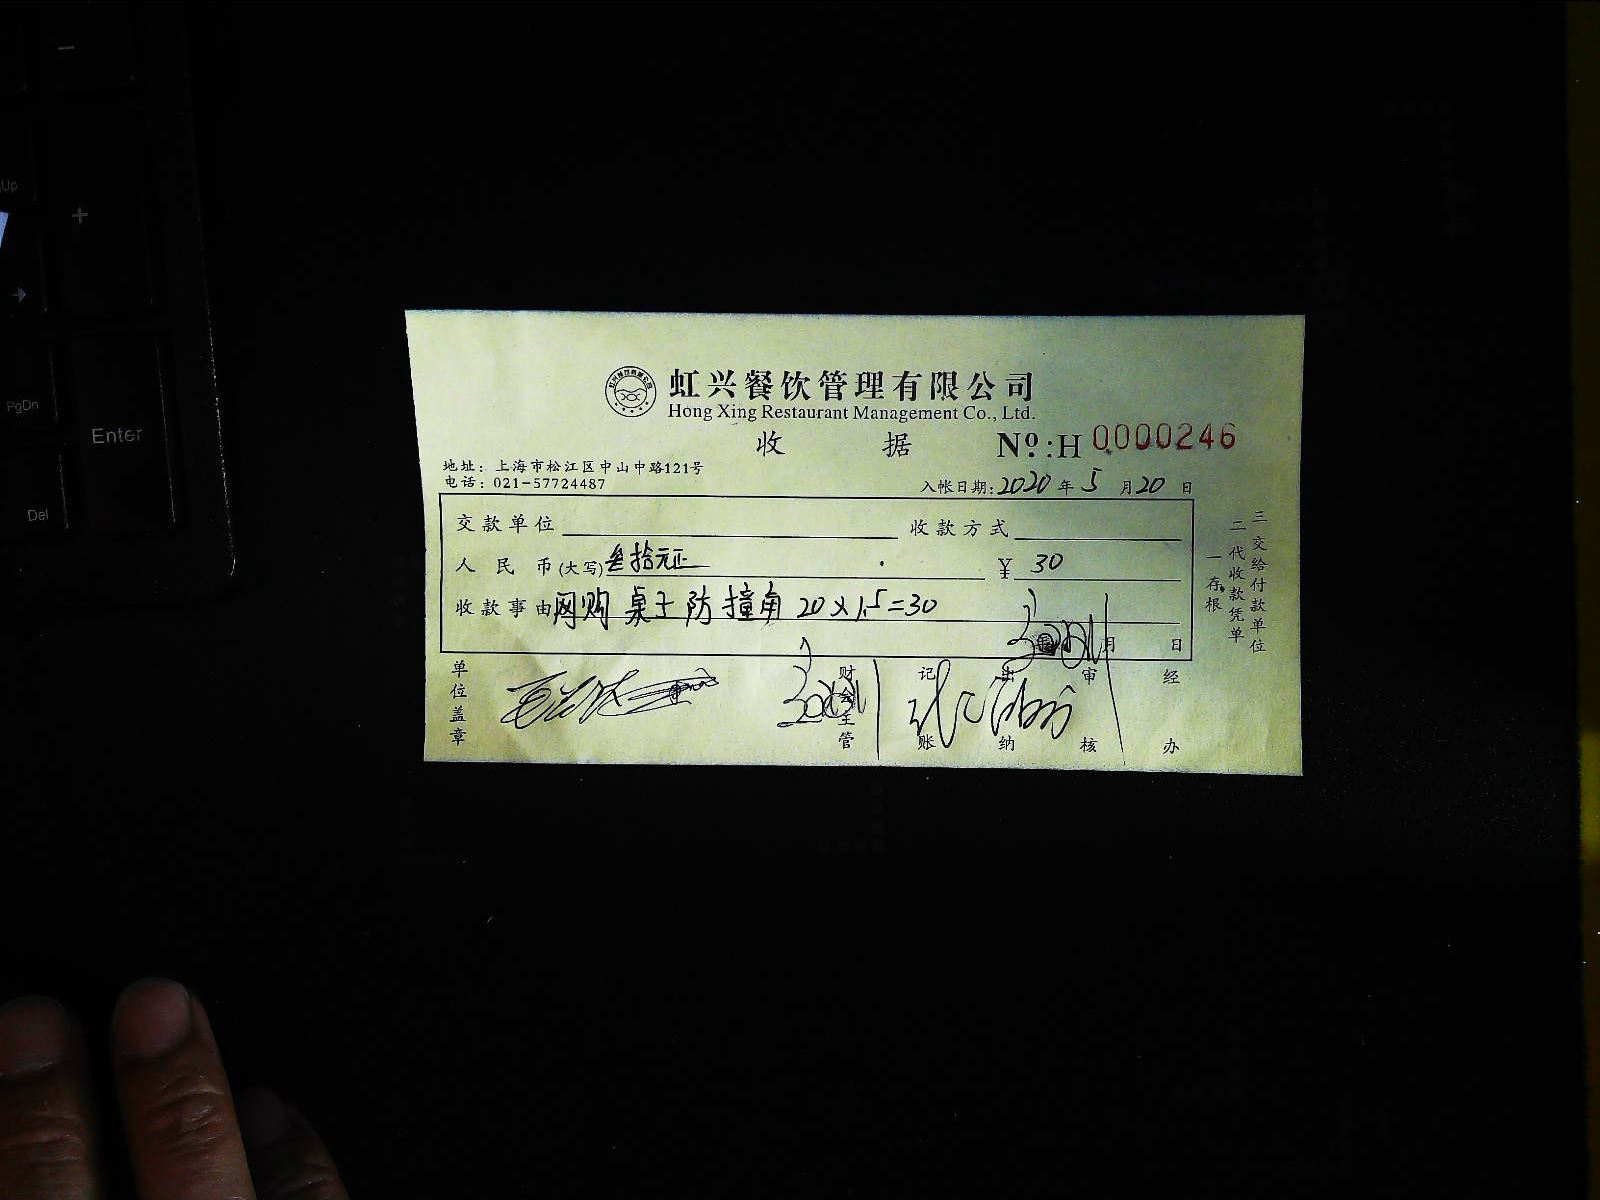 -
Up
+
PgDn
Enter
Del
虹兴餐饮管理有限公司
Hong Xing Restaurant Management Co., Ltd.
收 据
Nº:H 0000246
地址：上海市松江区中山中路121号
电话：021-57724487
入帐日期:2020年5月20日
交款单位
收款方式
人民币(大写)叁拾元正
¥ 30
收款事由网购桌子防撞角 20×1.5=30
月 日
单位盖章
财会主管
记账
出纳
审核
经办
一存根
二代收款凭单
三交给付款单位